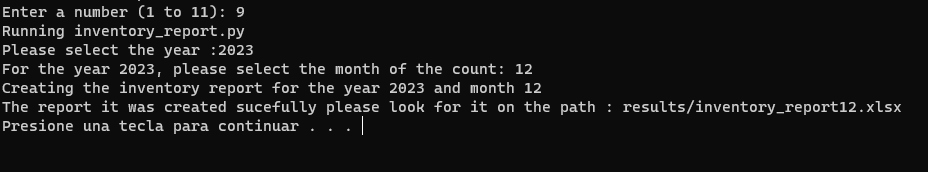 Enter a number (1 to 11): 9
Running inventory_report.py
Please select the year :2023
For the year 2023, please select the month of the count: 12
Creating the inventory report for the year 2023 and month 12
The report it was created sucefully please look for it on the path : results/inventory_report12.xlsx
Presione una tecla para continuar . . .